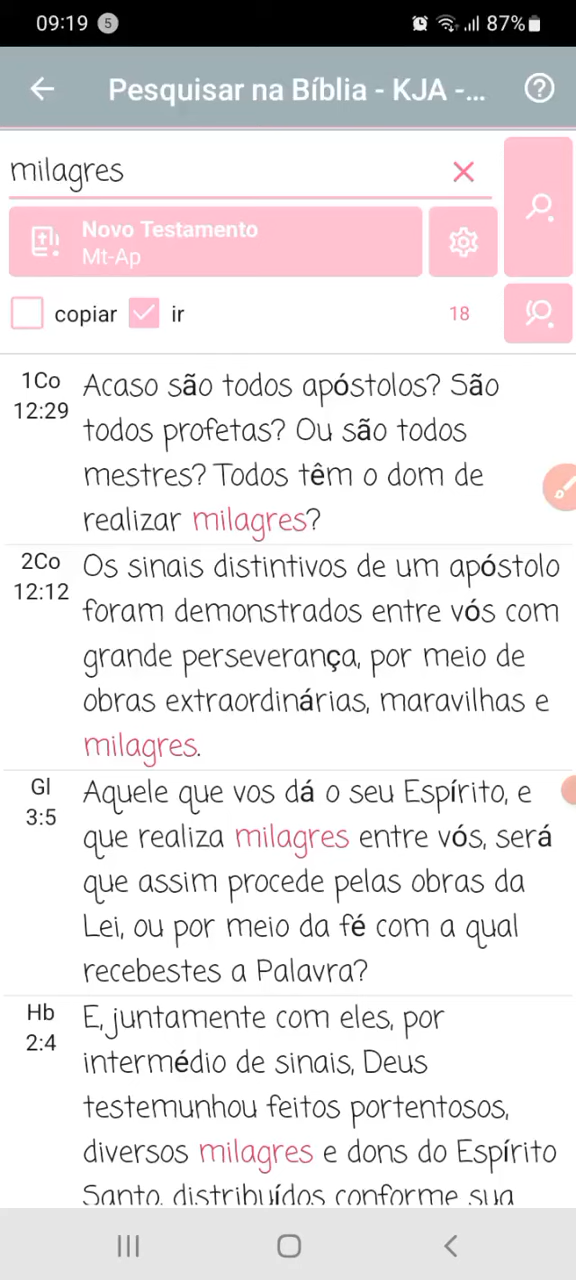 09:19 5 87%
Pesquisar na Bíblia - KJA -...
milagres
Novo Testamento
Mt-Ap
copiar ir 18
1Co
12:29
Acaso são todos apóstolos? São
todos profetas? Ou são todos
mestres? Todos têm o dom de
realizar milagres?
2Co
12:12
Os sinais distintivos de um apóstolo
foram demonstrados entre vós com
grande perseverança, por meio de
obras extraordinárias, maravilhas e
milagres.
Gl
3:5
Aquele que vos dá o seu Espírito, e
que realiza milagres entre vós, será
que assim procede pelas obras da
Lei, ou por meio da fé com a qual
recebestes a Palavra?
Hb
2:4
E, juntamente com eles, por
intermédio de sinais, Deus
testemunhou feitos portentosos,
diversos milagres e dons do Espírito
Santo, distribuídos conforme sua